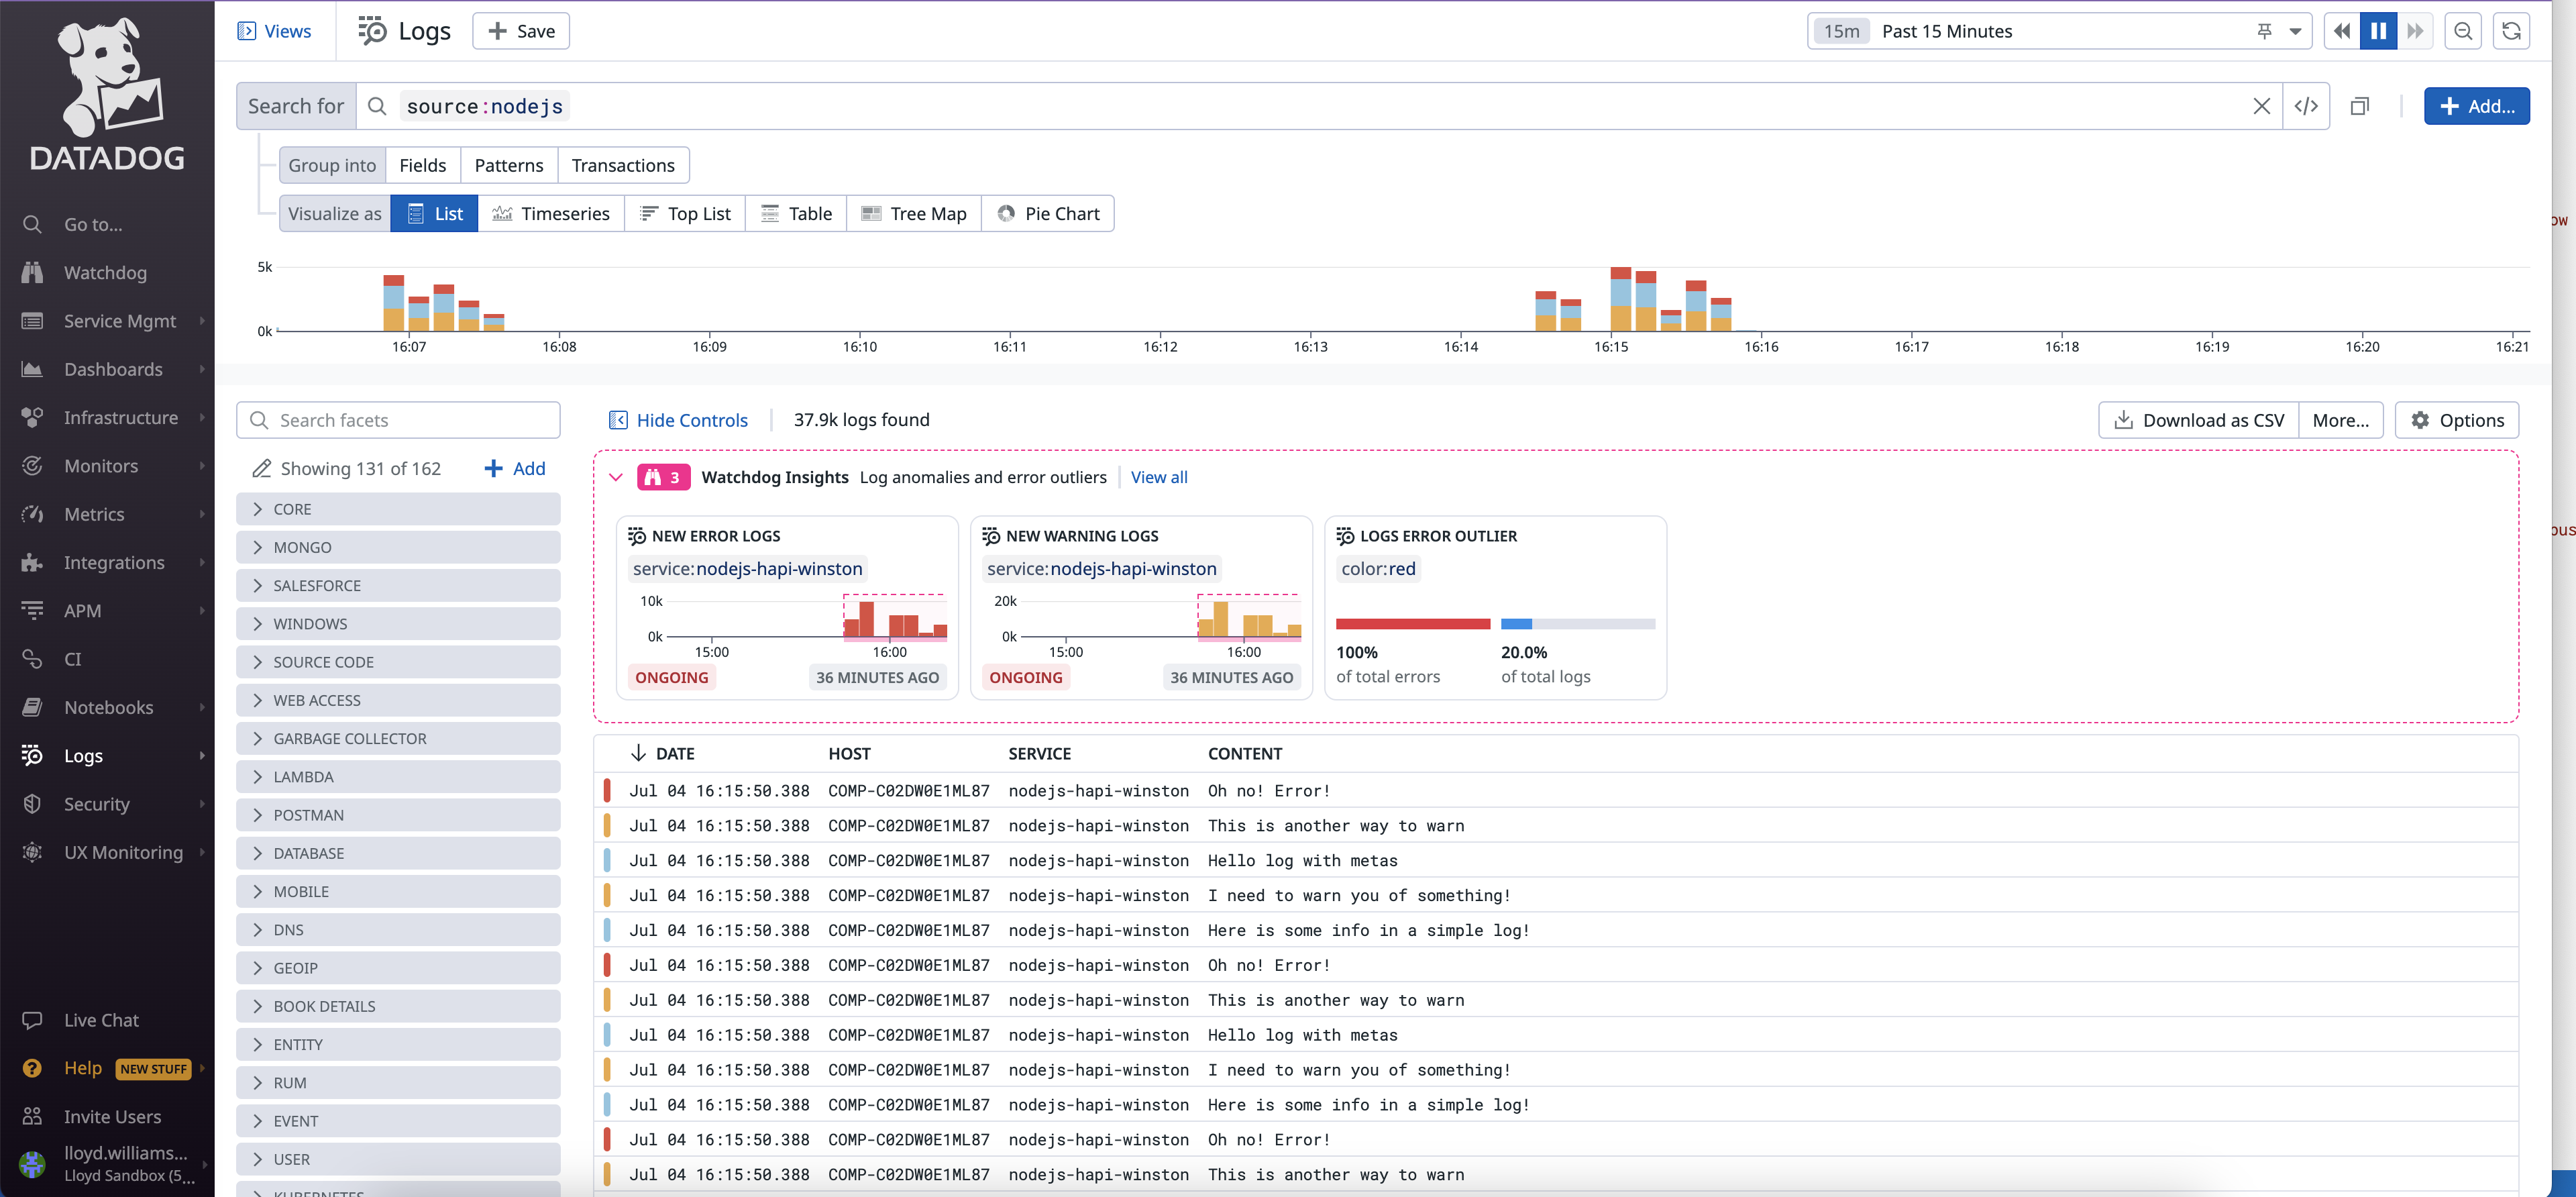 DATADOG
Go to...
Watchdog
Service Mgmt
Dashboards
Infrastructure
Monitors
Metrics
Integrations
APM
CI
Notebooks
Logs
Security
UX Monitoring
Live Chat
Help NEW STUFF
Invite Users
lloyd.williams...
Lloyd Sandbox (5...
Views
Logs
Save
15m Past 15 Minutes
Search for source:nodejs
Add...
Group into Fields Patterns Transactions
Visualize as List Timeseries Top List Table Tree Map Pie Chart
5k
0k
16:07 16:08 16:09 16:10 16:11 16:12 16:13 16:14 16:15 16:16 16:17 16:18 16:19 16:20 16:21
Search facets
Showing 131 of 162 Add
CORE
MONGO
SALESFORCE
WINDOWS
SOURCE CODE
WEB ACCESS
GARBAGE COLLECTOR
LAMBDA
POSTMAN
DATABASE
MOBILE
DNS
GEOIP
BOOK DETAILS
ENTITY
RUM
EVENT
USER
KUBERNETES
Hide Controls 37.9k logs found
Download as CSV More... Options
3 Watchdog Insights Log anomalies and error outliers View all
NEW ERROR LOGS
service:nodejs-hapi-winston
10k
0k
15:00 16:00
ONGOING 36 MINUTES AGO
NEW WARNING LOGS
service:nodejs-hapi-winston
20k
0k
15:00 16:00
ONGOING 36 MINUTES AGO
LOGS ERROR OUTLIER
color:red
100%
of total errors
20.0%
of total logs
DATE HOST SERVICE CONTENT
Jul 04 16:15:50.388 COMP-C02DW0E1ML87 nodejs-hapi-winston Oh no! Error!
Jul 04 16:15:50.388 COMP-C02DW0E1ML87 nodejs-hapi-winston This is another way to warn
Jul 04 16:15:50.388 COMP-C02DW0E1ML87 nodejs-hapi-winston Hello log with metas
Jul 04 16:15:50.388 COMP-C02DW0E1ML87 nodejs-hapi-winston I need to warn you of something!
Jul 04 16:15:50.388 COMP-C02DW0E1ML87 nodejs-hapi-winston Here is some info in a simple log!
Jul 04 16:15:50.388 COMP-C02DW0E1ML87 nodejs-hapi-winston Oh no! Error!
Jul 04 16:15:50.388 COMP-C02DW0E1ML87 nodejs-hapi-winston This is another way to warn
Jul 04 16:15:50.388 COMP-C02DW0E1ML87 nodejs-hapi-winston Hello log with metas
Jul 04 16:15:50.388 COMP-C02DW0E1ML87 nodejs-hapi-winston I need to warn you of something!
Jul 04 16:15:50.388 COMP-C02DW0E1ML87 nodejs-hapi-winston Here is some info in a simple log!
Jul 04 16:15:50.388 COMP-C02DW0E1ML87 nodejs-hapi-winston Oh no! Error!
Jul 04 16:15:50.388 COMP-C02DW0E1ML87 nodejs-hapi-winston This is another way to warn